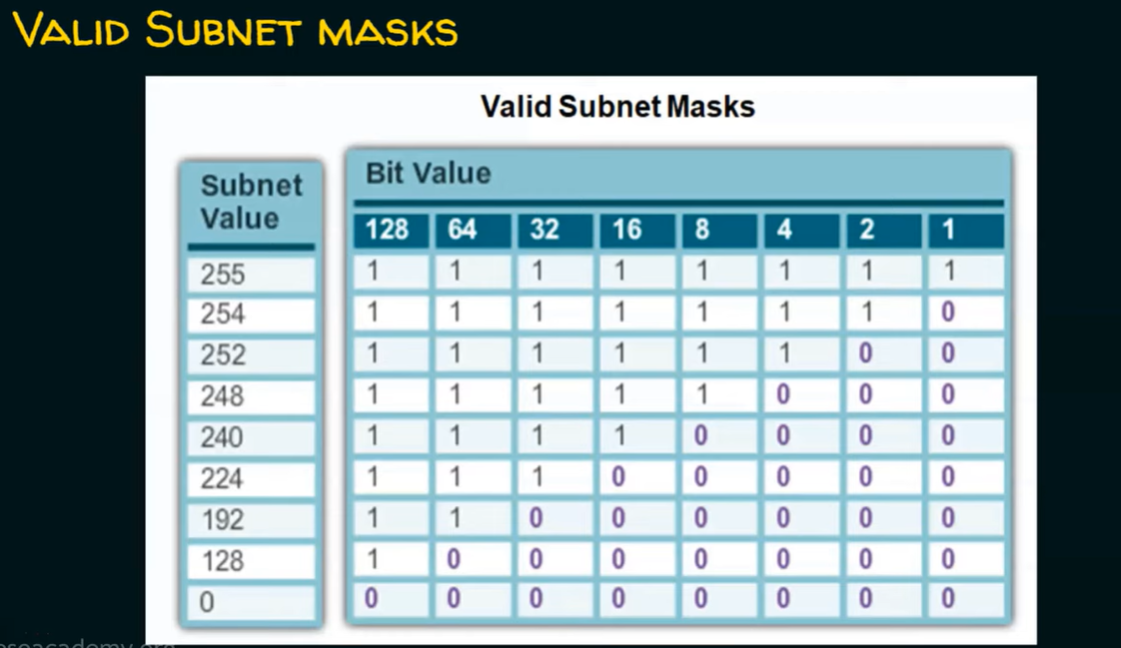 VALID SUBNET MASKS
Valid Subnet Masks
Subnet Value
Bit Value
128 64 32 16 8 4 2 1
255 1 1 1 1 1 1 1 1
254 1 1 1 1 1 1 1 0
252 1 1 1 1 1 1 0 0
248 1 1 1 1 1 0 0 0
240 1 1 1 1 0 0 0 0
224 1 1 1 0 0 0 0 0
192 1 1 0 0 0 0 0 0
128 1 0 0 0 0 0 0 0
0 0 0 0 0 0 0 0 0